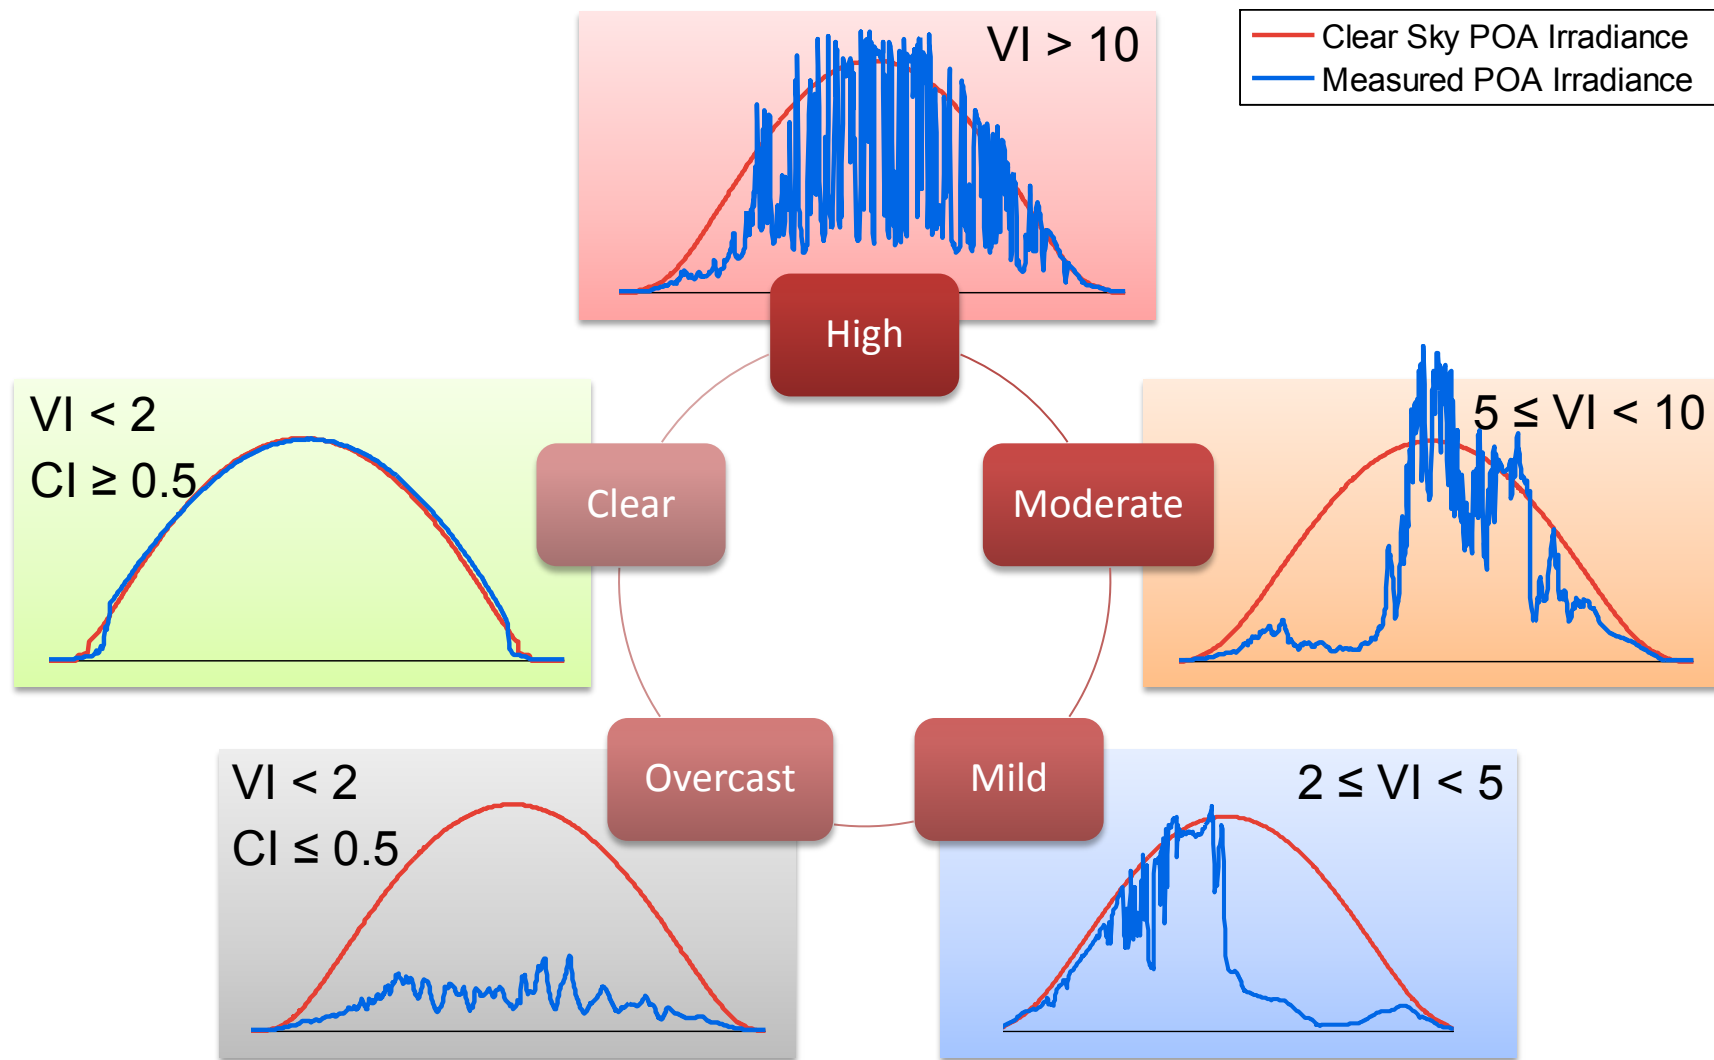 VI > 10
Clear Sky POA Irradiance
Measured POA Irradiance
High
VI < 2
CI ≥ 0.5
Clear
Moderate
5 ≤ VI < 10
VI < 2
CI ≤ 0.5
Overcast
Mild
2 ≤ VI < 5